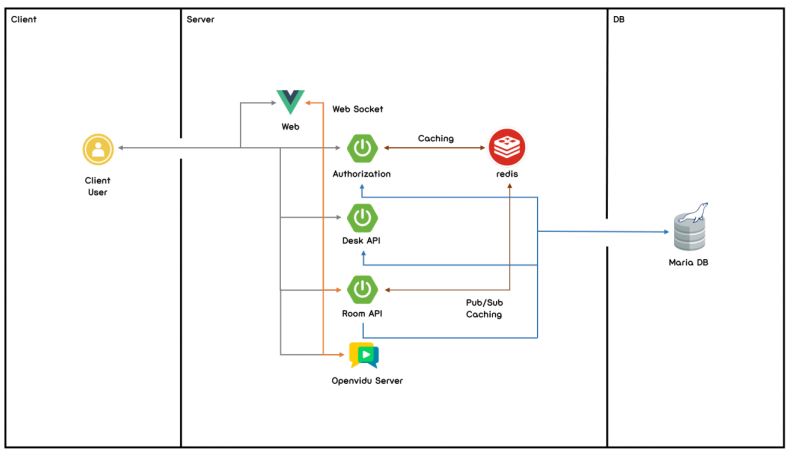 Client
Server
DB
Web Socket
Web
Caching
Client
User
Authorization
redis
Desk API
Maria DB
Room API
Pub/Sub
Caching
Openvidu Server